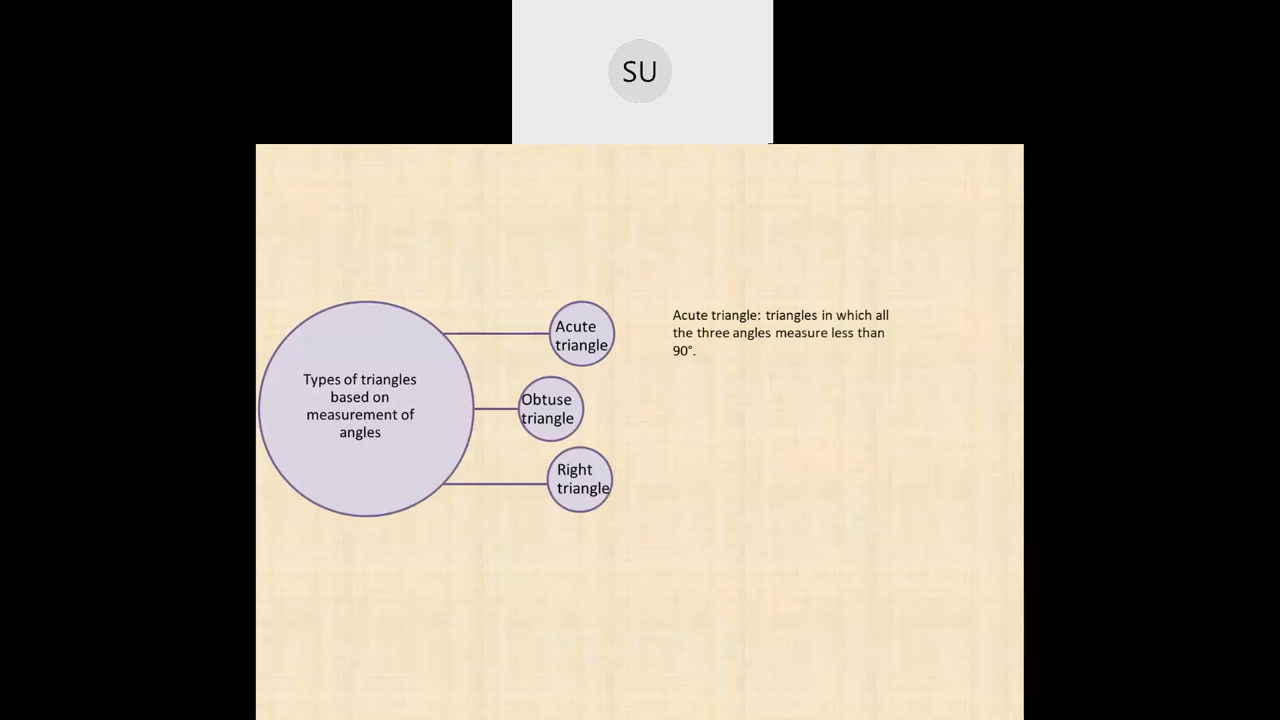 SU
Types of triangles
based on
measurement of
angles
Acute
triangle
Obtuse
triangle
Right
triangle
Acute triangle: triangles in which all
the three angles measure less than
90°.